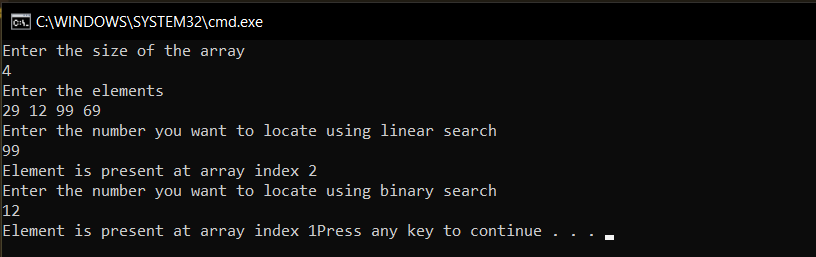 C:\WINDOWS\SYSTEM32\cmd.exe
Enter the size of the array
4
Enter the elements
29 12 99 69
Enter the number you want to locate using linear search
99
Element is present at array index 2
Enter the number you want to locate using binary search
12
Element is present at array index 1Press any key to continue . . .